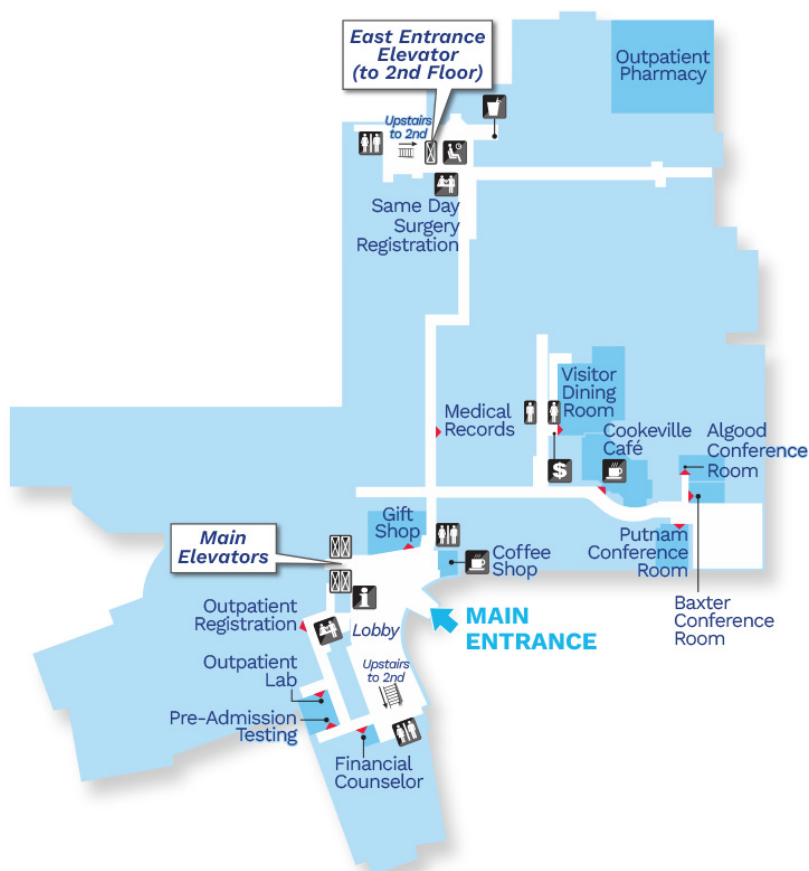 East Entrance
Elevator
(to 2nd Floor)
Outpatient
Pharmacy
Upstairs
to 2nd
Same Day
Surgery
Registration
Medical
Records
Visitor
Dining
Room
Cookeville
Café
Algood
Conference
Room
$
Gift
Shop
Main
Elevators
Coffee
Shop
Putnam
Conference
Room
Baxter
Conference
Room
MAIN
ENTRANCE
Outpatient
Registration
Lobby
Outpatient
Lab
Upstairs
to 2nd
Pre-Admission
Testing
Financial
Counselor